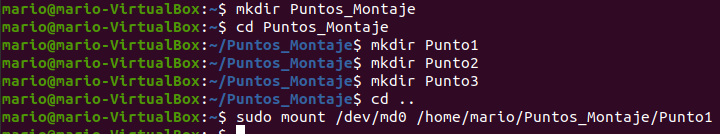 mario@mario-VirtualBox:~$ mkdir Puntos_Montaje
mario@mario-VirtualBox:~$ cd Puntos_Montaje
mario@mario-VirtualBox:~/Puntos_Montaje$ mkdir Punto1
mario@mario-VirtualBox:~/Puntos_Montaje$ mkdir Punto2
mario@mario-VirtualBox:~/Puntos_Montaje$ mkdir Punto3
mario@mario-VirtualBox:~/Puntos_Montaje$ cd ..
mario@mario-VirtualBox:~$ sudo mount /dev/md0 /home/mario/Puntos_Montaje/Punto1